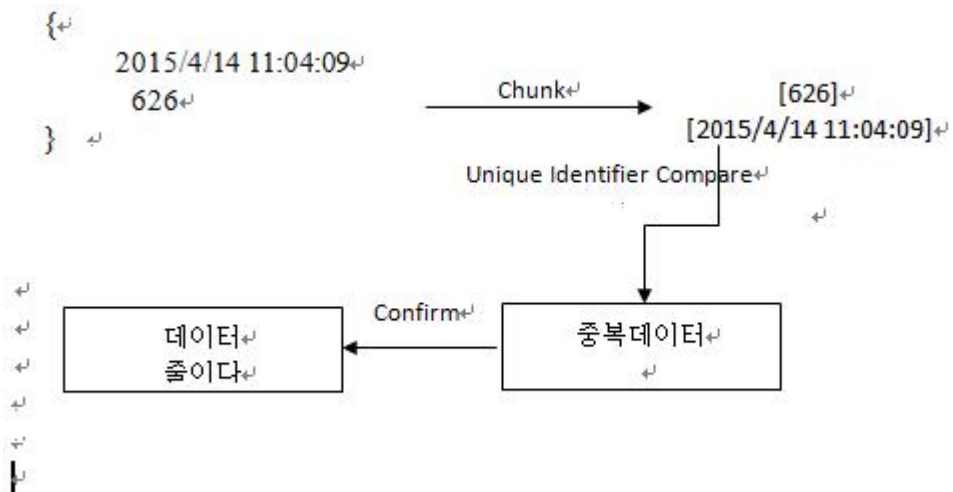 {
2015/4/14 11:04:09
626
}
Chunk
[626]
[2015/4/14 11:04:09]
Unique Identifier Compare
Confirm
중복데이터
데이터
줄이다